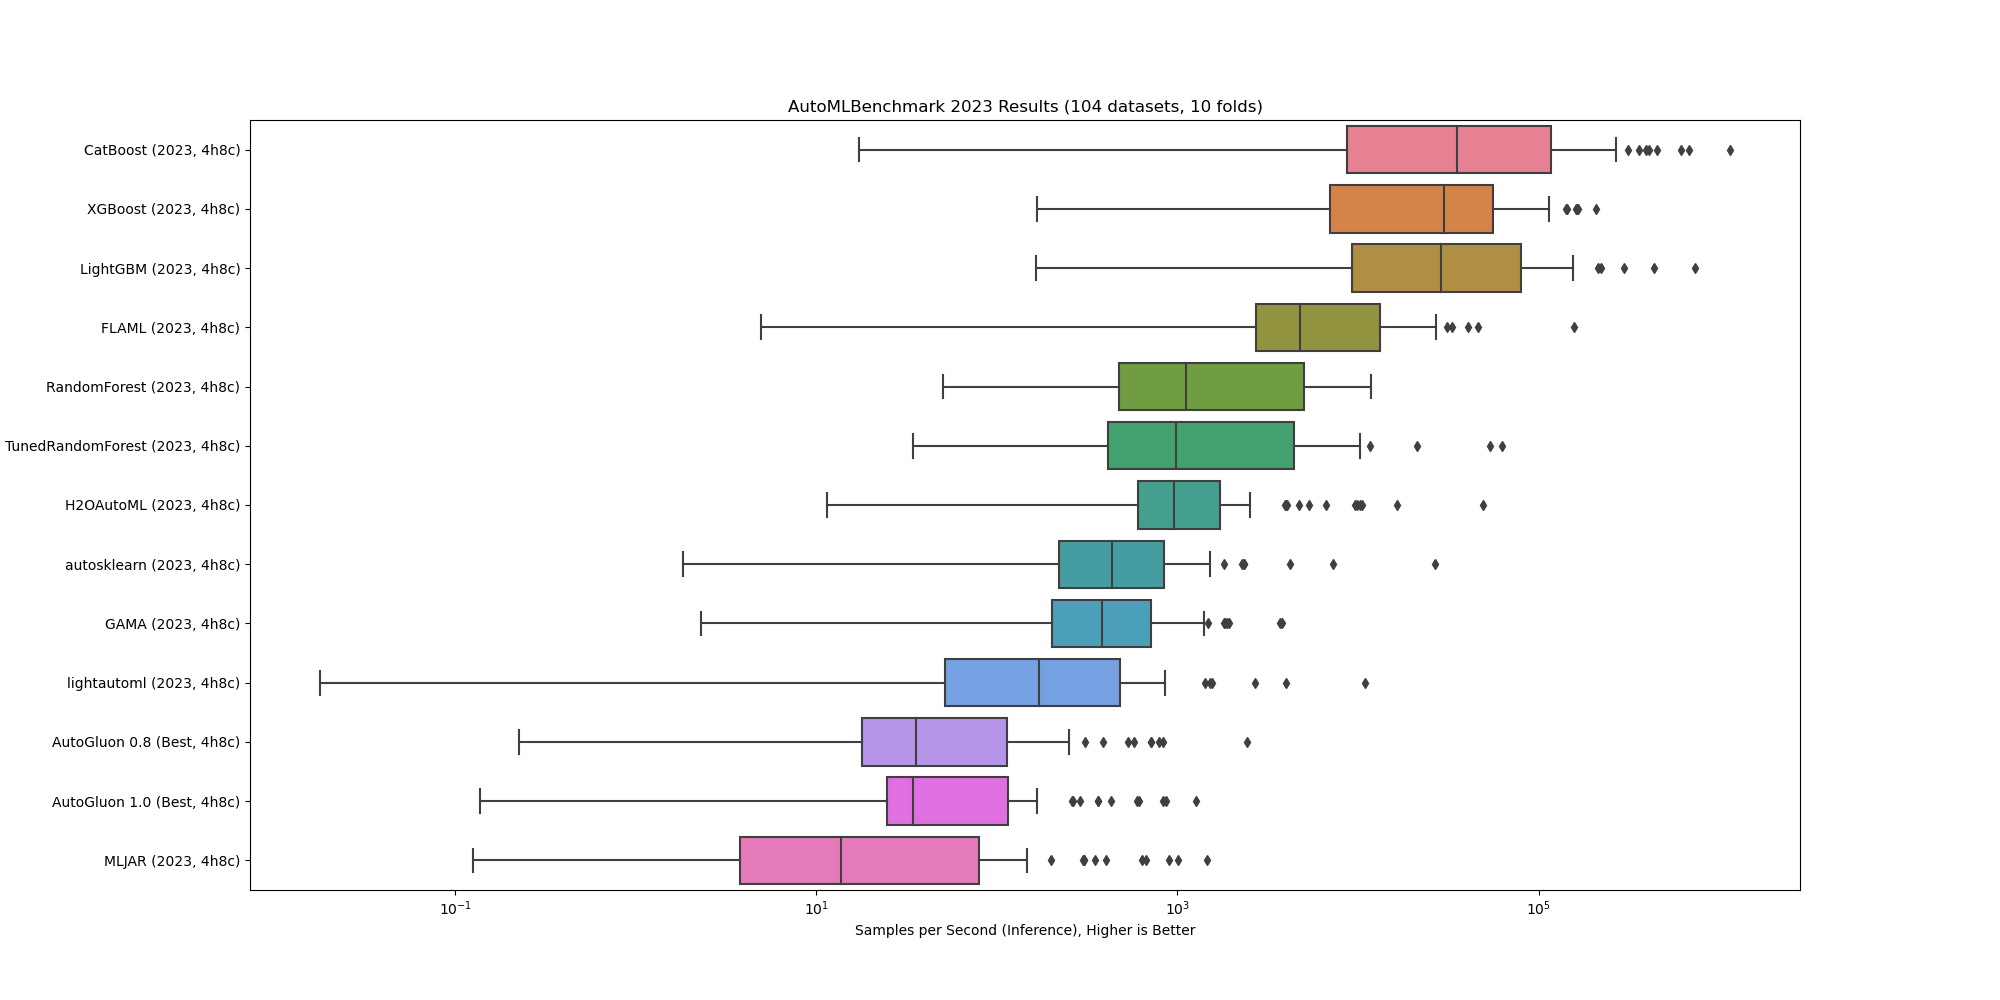 AutoMLBenchmark 2023 Results (104 datasets, 10 folds)
CatBoost (2023, 4h8c)
XGBoost (2023, 4h8c)
LightGBM (2023, 4h8c)
FLAML (2023, 4h8c)
RandomForest (2023, 4h8c)
TunedRandomForest (2023, 4h8c)
H2OAutoML (2023, 4h8c)
autosklearn (2023, 4h8c)
GAMA (2023, 4h8c)
lightautoml (2023, 4h8c)
AutoGluon 0.8 (Best, 4h8c)
AutoGluon 1.0 (Best, 4h8c)
MLJAR (2023, 4h8c)
10⁻¹ 10¹ 10³ 10⁵
Samples per Second (Inference), Higher is Better